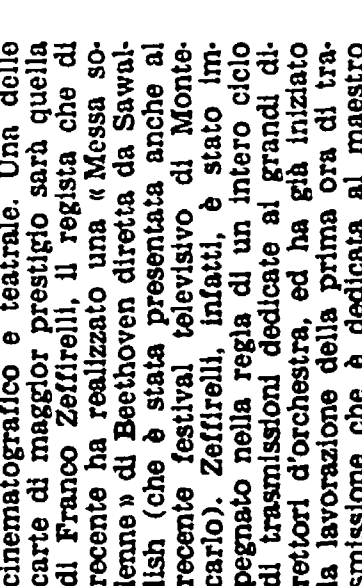 cinematografico e teatrale. Una delle
carte di maggior prestigio sarà quella
di Franco Zeffirelli, il regista che di
recente ha realizzato una « Messa so-
lenne » di Beethoven diretta da Sawal-
lish (che è stata presentata anche al
recente festival televisivo di Monte-
carlo). Zeffirelli, infatti, è stato im-
pegnato nella regia di un intero ciclo
di trasmissioni dedicate ai grandi di-
rettori d'orchestra, ed ha già iniziato
la lavorazione della prima ora di tra-
smissione che è dedicata al maestro